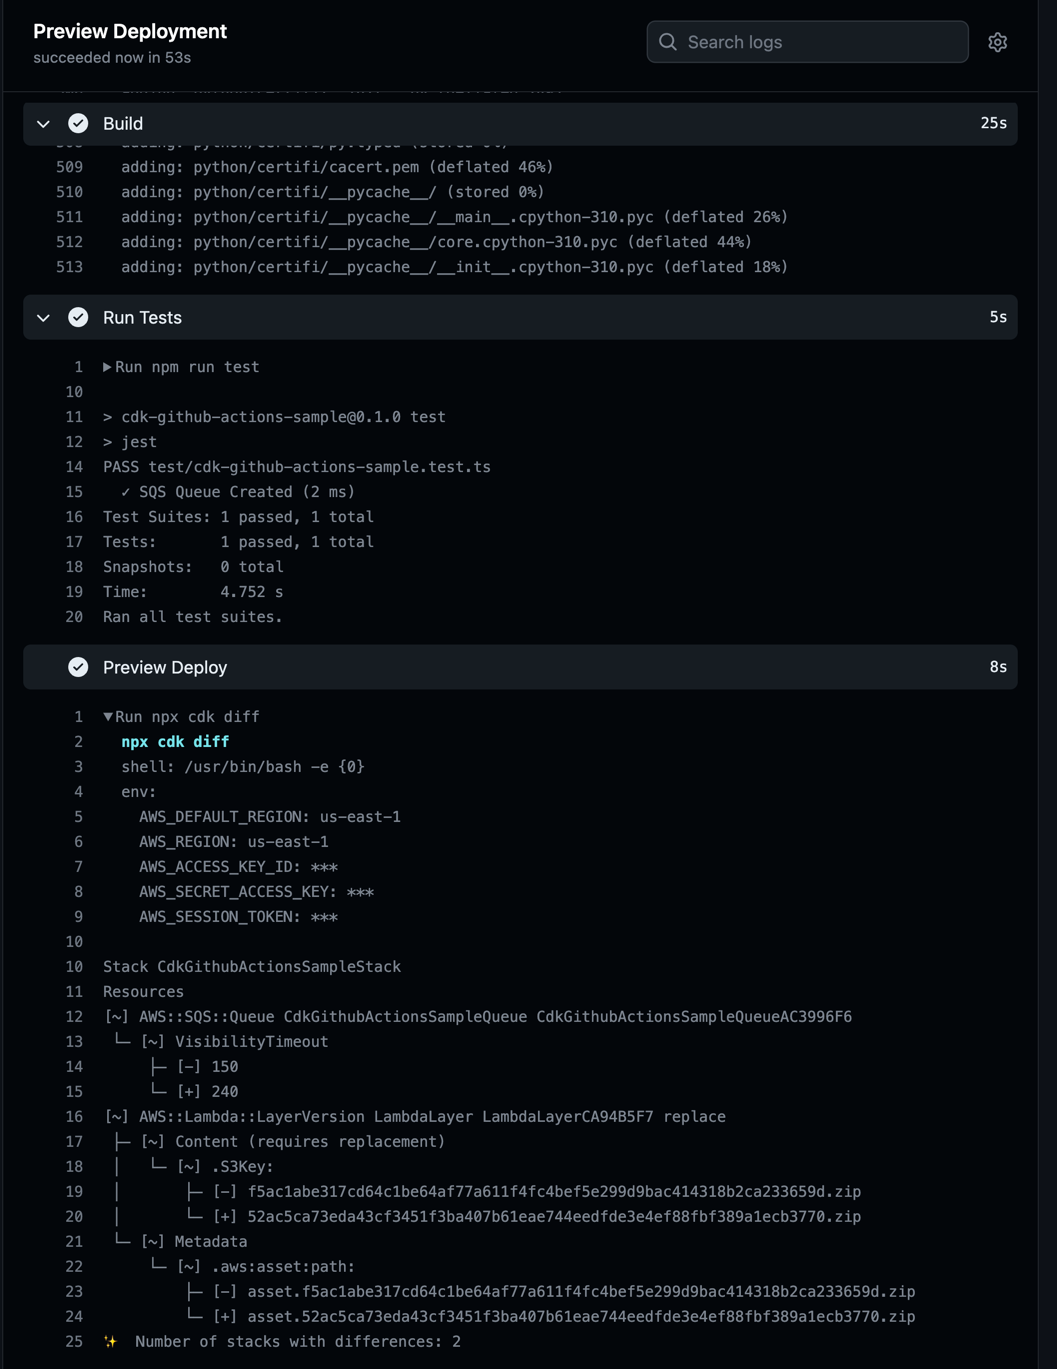 Preview Deployment
succeeded now in 53s
Search logs
Build 25s
509 adding: python/certifi/cacert.pem (deflated 46%)
510 adding: python/certifi/__pycache__/ (stored 0%)
511 adding: python/certifi/__pycache__/__main__.cpython-310.pyc (deflated 26%)
512 adding: python/certifi/__pycache__/core.cpython-310.pyc (deflated 44%)
513 adding: python/certifi/__pycache__/__init__.cpython-310.pyc (deflated 18%)
Run Tests 5s
1 ▶Run npm run test
10
11 > cdk-github-actions-sample@0.1.0 test
12 > jest
14 PASS test/cdk-github-actions-sample.test.ts
15 ✓ SQS Queue Created (2 ms)
16 Test Suites: 1 passed, 1 total
17 Tests: 1 passed, 1 total
18 Snapshots: 0 total
19 Time: 4.752 s
20 Ran all test suites.
Preview Deploy 8s
1 ▼Run npx cdk diff
2 npx cdk diff
3 shell: /usr/bin/bash -e {0}
4 env:
5 AWS_DEFAULT_REGION: us-east-1
6 AWS_REGION: us-east-1
7 AWS_ACCESS_KEY_ID: ***
8 AWS_SECRET_ACCESS_KEY: ***
9 AWS_SESSION_TOKEN: ***
10
10 Stack CdkGithubActionsSampleStack
11 Resources
12 [~] AWS::SQS::Queue CdkGithubActionsSampleQueue CdkGithubActionsSampleQueueAC3996F6
13 └─ [~] VisibilityTimeout
14 ├─ [-] 150
15 └─ [+] 240
16 [~] AWS::Lambda::LayerVersion LambdaLayer LambdaLayerCA94B5F7 replace
17 ├─ [~] Content (requires replacement)
18 │ └─ [~] .S3Key:
19 │ ├─ [-] f5ac1abe317cd64c1be64af77a611f4fc4bef5e299d9bac414318b2ca233659d.zip
20 │ └─ [+] 52ac5ca73eda43cf3451f3ba407b61eae744eedfde3e4ef88fbf389a1ecb3770.zip
21 └─ [~] Metadata
22 └─ [~] .aws:asset:path:
23 ├─ [-] asset.f5ac1abe317cd64c1be64af77a611f4fc4bef5e299d9bac414318b2ca233659d.zip
24 └─ [+] asset.52ac5ca73eda43cf3451f3ba407b61eae744eedfde3e4ef88fbf389a1ecb3770.zip
25 ✨ Number of stacks with differences: 2